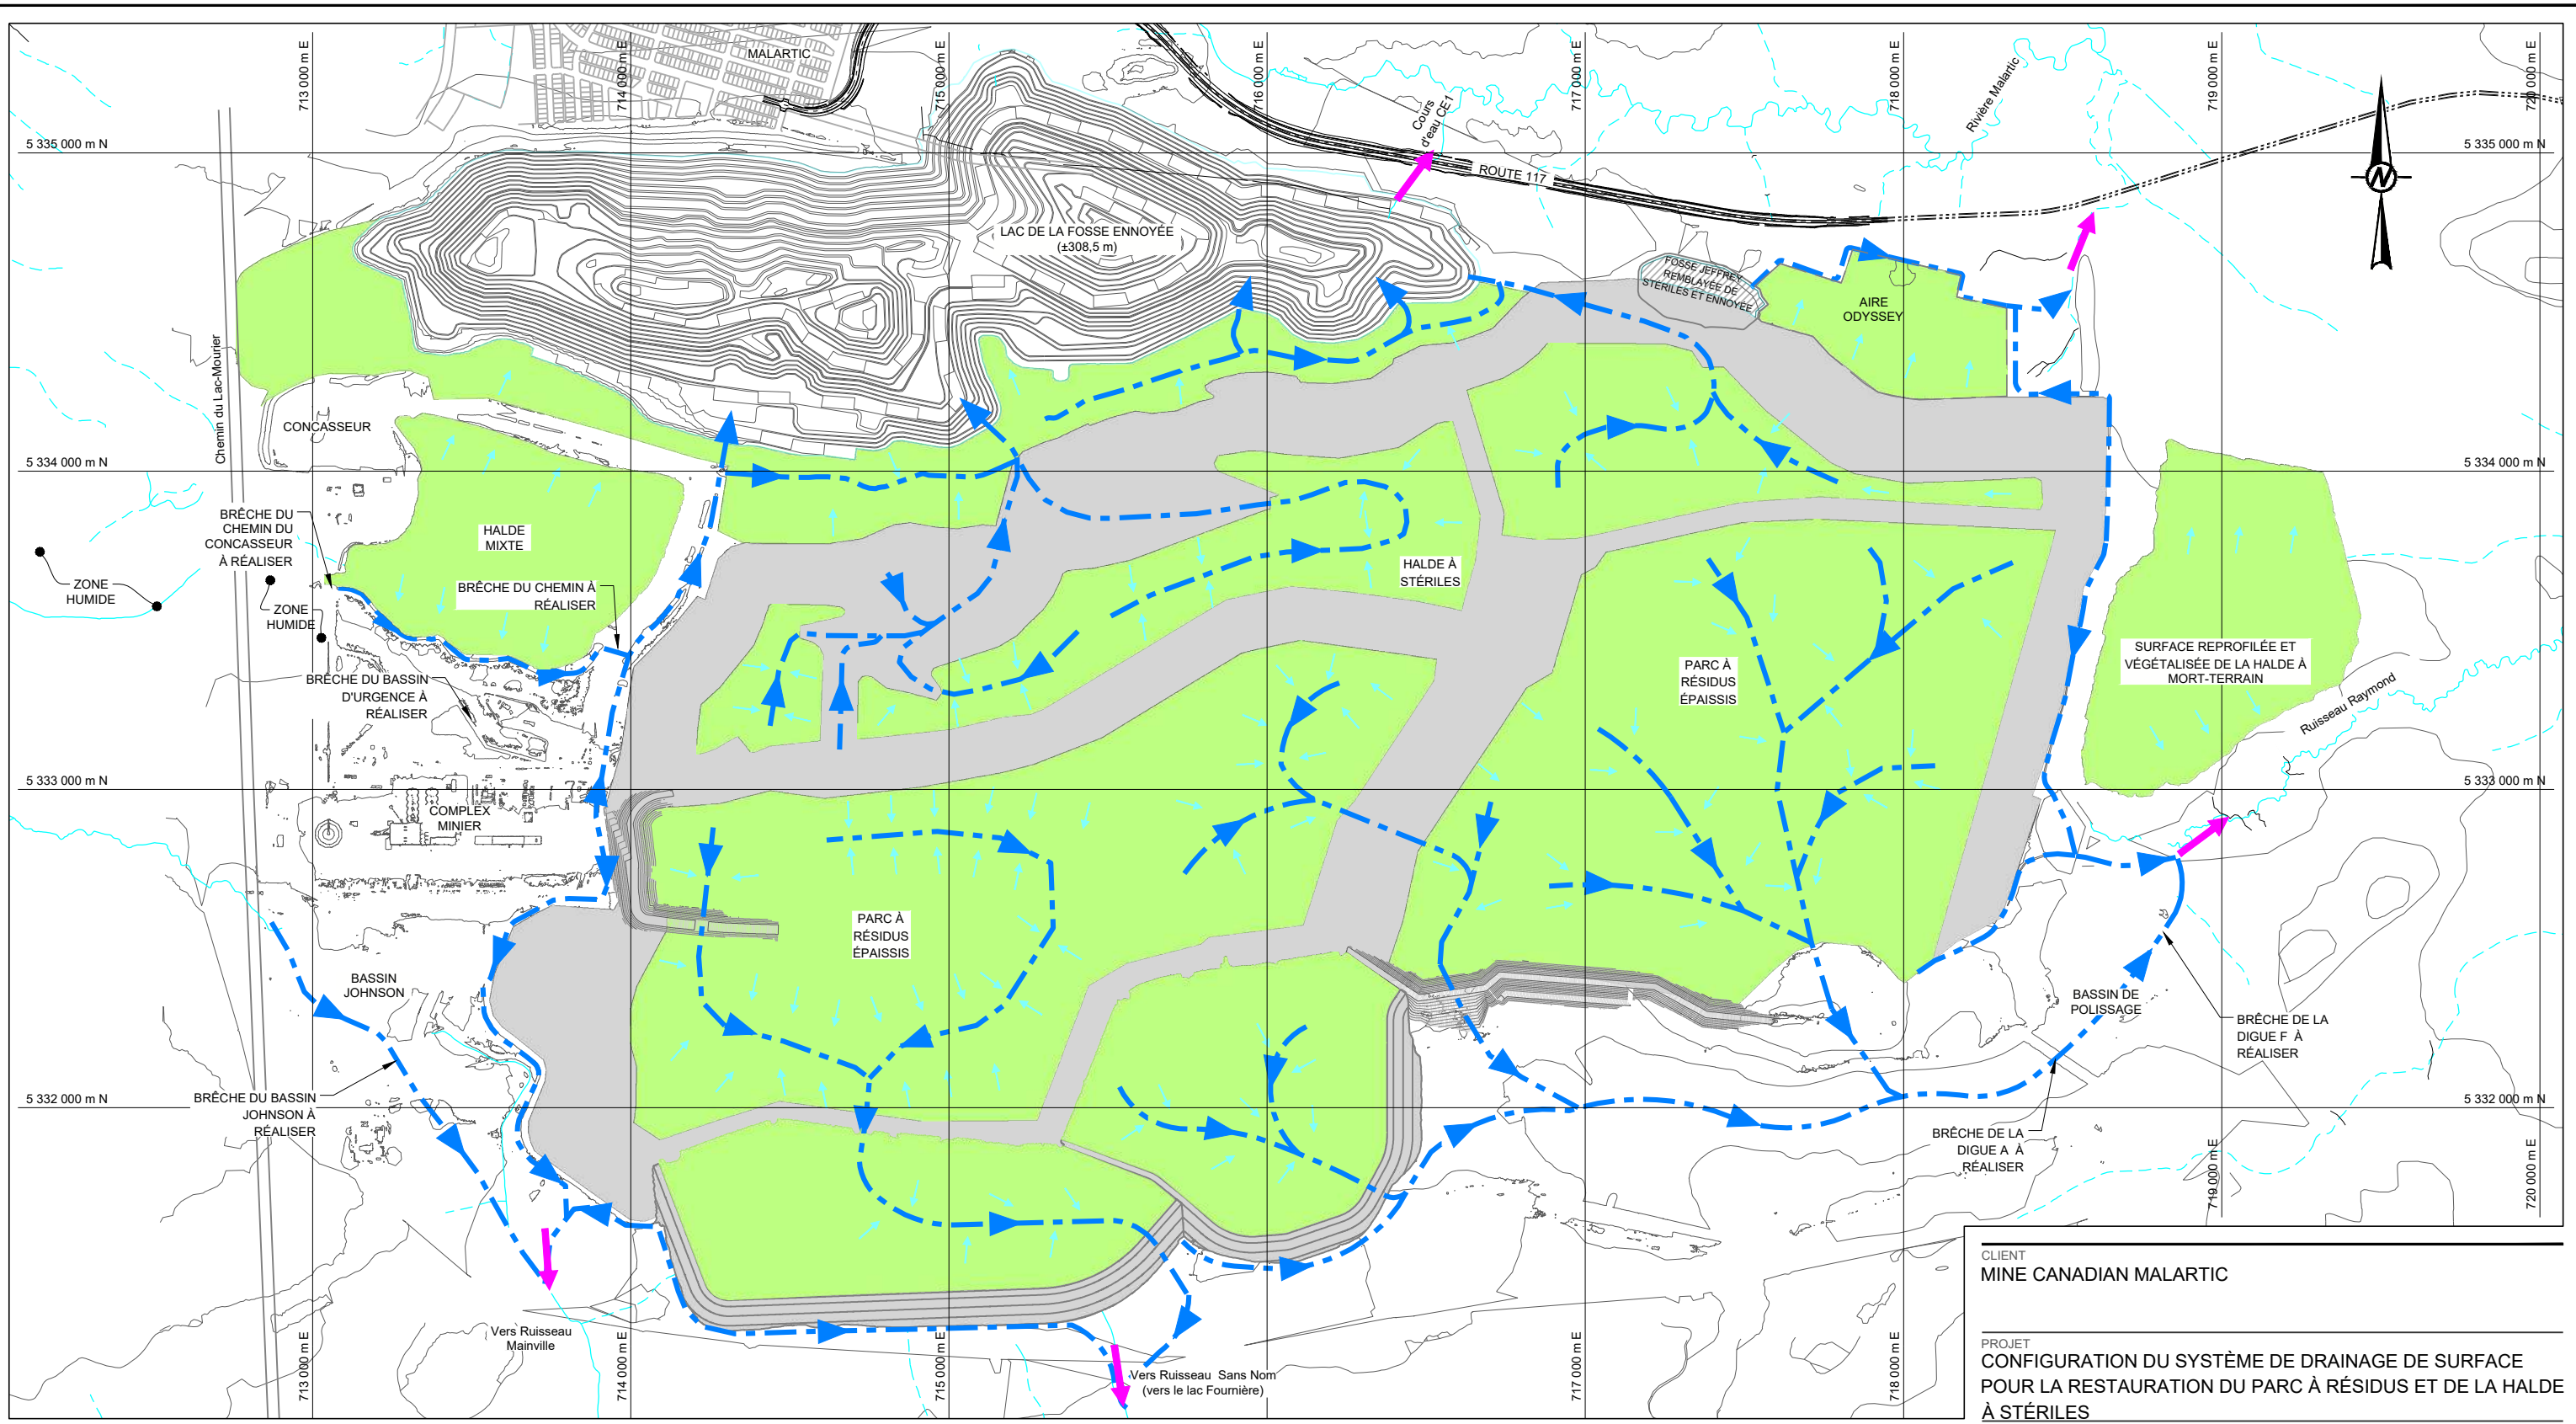 MALARTIC
713 000 m E
714 000 m E
715 000 m E
716 000 m E
717 000 m E
718 000 m E
719 000 m E
720 000 m E
Cours
d'eau CE1
Rivière Malartic
5 335 000 m N
5 335 000 m N
ROUTE 117
N
LAC DE LA FOSSE ENNOYÉE
(±308,5 m)
FOSSE JEFFREY
REMBLAYÉE DE
STÉRILES ET ENNOYÉE
AIRE
ODYSSEY
Chemin du Lac-Mourier
CONCASSEUR
5 334 000 m N
5 334 000 m N
BRÊCHE DU
CHEMIN DU
CONCASSEUR
À RÉALISER
HALDE
MIXTE
ZONE
HUMIDE
ZONE
HUMIDE
BRÊCHE DU CHEMIN À
RÉALISER
HALDE À
STÉRILES
BRÊCHE DU BASSIN
D'URGENCE À
RÉALISER
PARC À
RÉSIDUS
ÉPAISSIS
SURFACE REPROFILÉE ET
VÉGÉTALISÉE DE LA HALDE À
MORT-TERRAIN
Ruisseau Raymond
5 333 000 m N
5 333 000 m N
COMPLEX
MINIER
PARC À
RÉSIDUS
ÉPAISSIS
BASSIN
JOHNSON
BASSIN DE
POLISSAGE
BRÊCHE DE LA
DIGUE F À
RÉALISER
5 332 000 m N
5 332 000 m N
BRÊCHE DU BASSIN
JOHNSON À
RÉALISER
BRÊCHE DE LA
DIGUE A À
RÉALISER
Vers Ruisseau
Mainville
Vers Ruisseau Sans Nom
(vers le lac Fournière)
713 000 m E
714 000 m E
715 000 m E
717 000 m E
718 000 m E
719 000 m E
720 000 m E
CLIENT
MINE CANADIAN MALARTIC
PROJET
CONFIGURATION DU SYSTÈME DE DRAINAGE DE SURFACE
POUR LA RESTAURATION DU PARC À RÉSIDUS ET DE LA HALDE
À STÉRILES